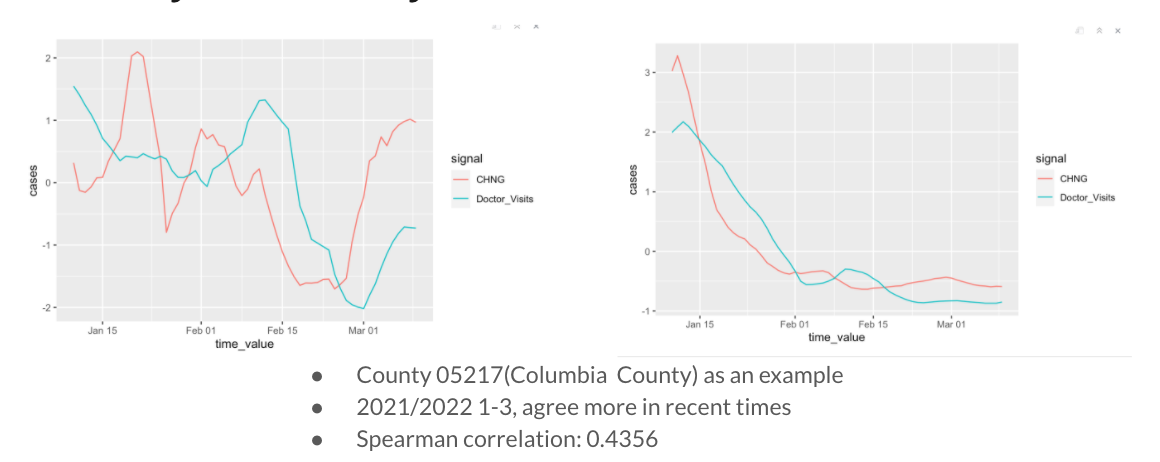 2
1
0
-1
-2
cases
Jan 15
Feb 01
Feb 15
Mar 01
time_value
signal
CHNG
Doctor_Visits
3
2
1
0
-1
cases
Jan 15
Feb 01
Feb 15
Mar 01
time_value
signal
CHNG
Doctor_Visits
● County 05217(Columbia County) as an example
● 2021/2022 1-3, agree more in recent times
● Spearman correlation: 0.4356